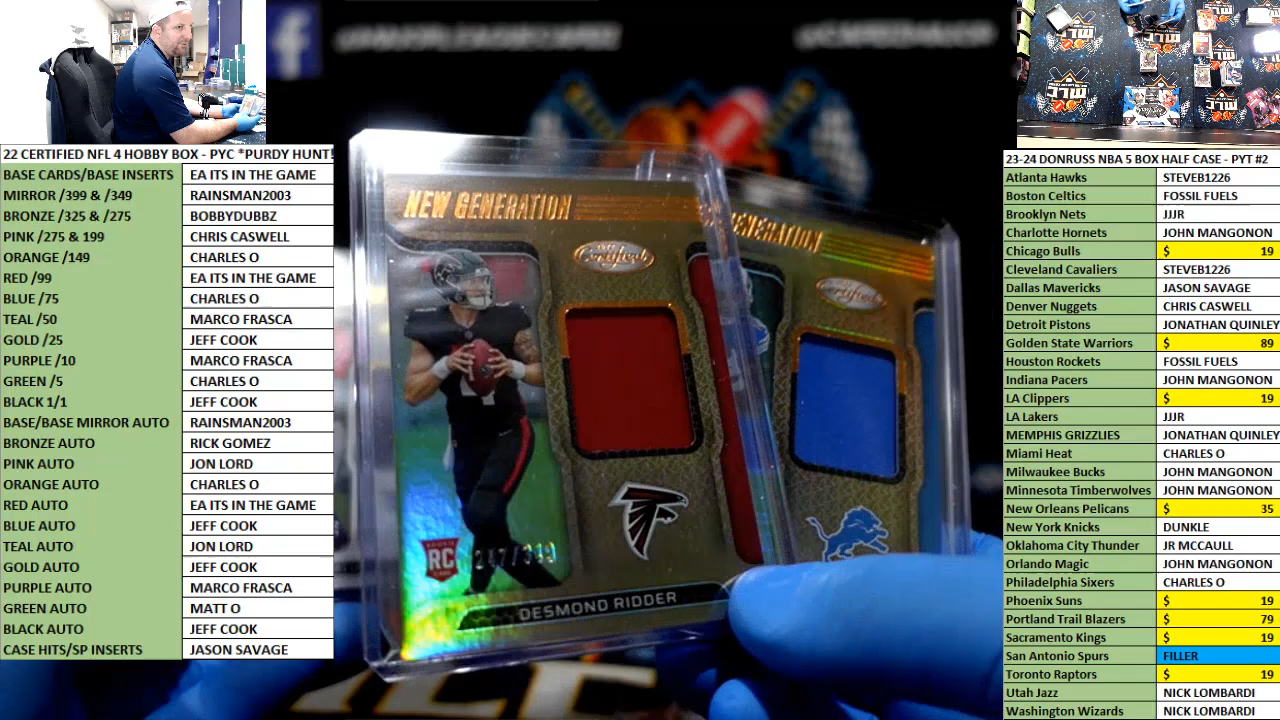 22 CERTIFIED NFL 4 HOBBY BOX - PYC *PURDY HUNT!
BASE CARDS/BASE INSERTS EA ITS IN THE GAME
MIRROR /399 & /349 RAINSMAN2003
BRONZE /325 & /275 BOBBYDUBBZ
PINK /275 & 199 CHRIS CASWELL
ORANGE /149 CHARLES O
RED /99 EA ITS IN THE GAME
BLUE /75 CHARLES O
TEAL /50 MARCO FRASCA
GOLD /25 JEFF COOK
PURPLE /10 MARCO FRASCA
GREEN /5 CHARLES O
BLACK 1/1 JEFF COOK
BASE/BASE MIRROR AUTO RAINSMAN2003
BRONZE AUTO RICK GOMEZ
PINK AUTO JON LORD
ORANGE AUTO CHARLES O
RED AUTO EA ITS IN THE GAME
BLUE AUTO JEFF COOK
TEAL AUTO JON LORD
GOLD AUTO JEFF COOK
PURPLE AUTO MARCO FRASCA
GREEN AUTO MATT O
BLACK AUTO JEFF COOK
CASE HITS/SP INSERTS JASON SAVAGE
NEW GENERATION
Certified
RC
DESMOND RIDDER
GENERATION
Certified
23-24 DONRUSS NBA 5 BOX HALF CASE - PYT #2
Atlanta Hawks STEVEB1226
Boston Celtics FOSSIL FUELS
Brooklyn Nets JJJR
Charlotte Hornets JOHN MANGONON
Chicago Bulls $ 19
Cleveland Cavaliers STEVEB1226
Dallas Mavericks JASON SAVAGE
Denver Nuggets CHRIS CASWELL
Detroit Pistons JONATHAN QUINLEY
Golden State Warriors $ 89
Houston Rockets FOSSIL FUELS
Indiana Pacers JOHN MANGONON
LA Clippers $ 19
LA Lakers JJJR
MEMPHIS GRIZZLIES JONATHAN QUINLEY
Miami Heat CHARLES O
Milwaukee Bucks JOHN MANGONON
Minnesota Timberwolves JOHN MANGONON
New Orleans Pelicans $ 35
New York Knicks DUNKLE
Oklahoma City Thunder JR MCCAULL
Orlando Magic JOHN MANGONON
Philadelphia Sixers CHARLES O
Phoenix Suns $ 19
Portland Trail Blazers $ 79
Sacramento Kings $ 19
San Antonio Spurs FILLER
Toronto Raptors $ 19
Utah Jazz NICK LOMBARDI
Washington Wizards NICK LOMBARDI